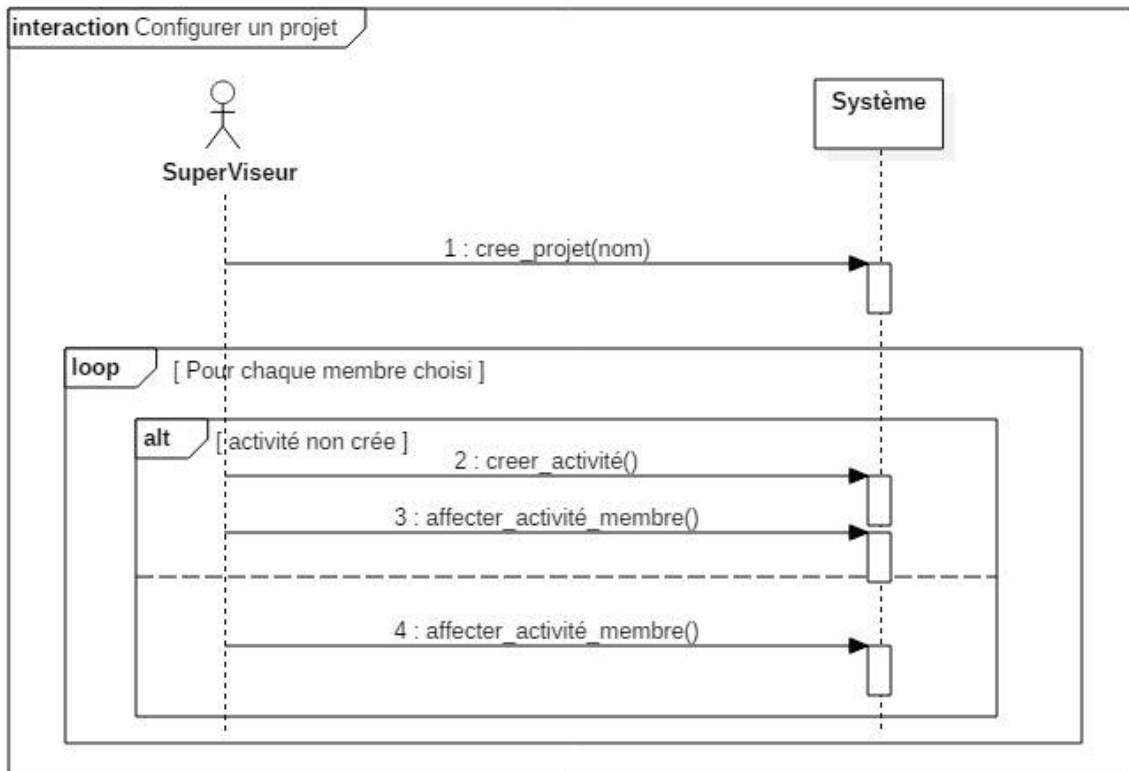 interaction Configurer un projet
SuperViseur
Système
1 : cree_projet(nom)
loop [ Pour chaque membre choisi ]
alt [ activité non crée ]
2 : creer_activité()
3 : affecter_activité_membre()
4 : affecter_activité_membre()